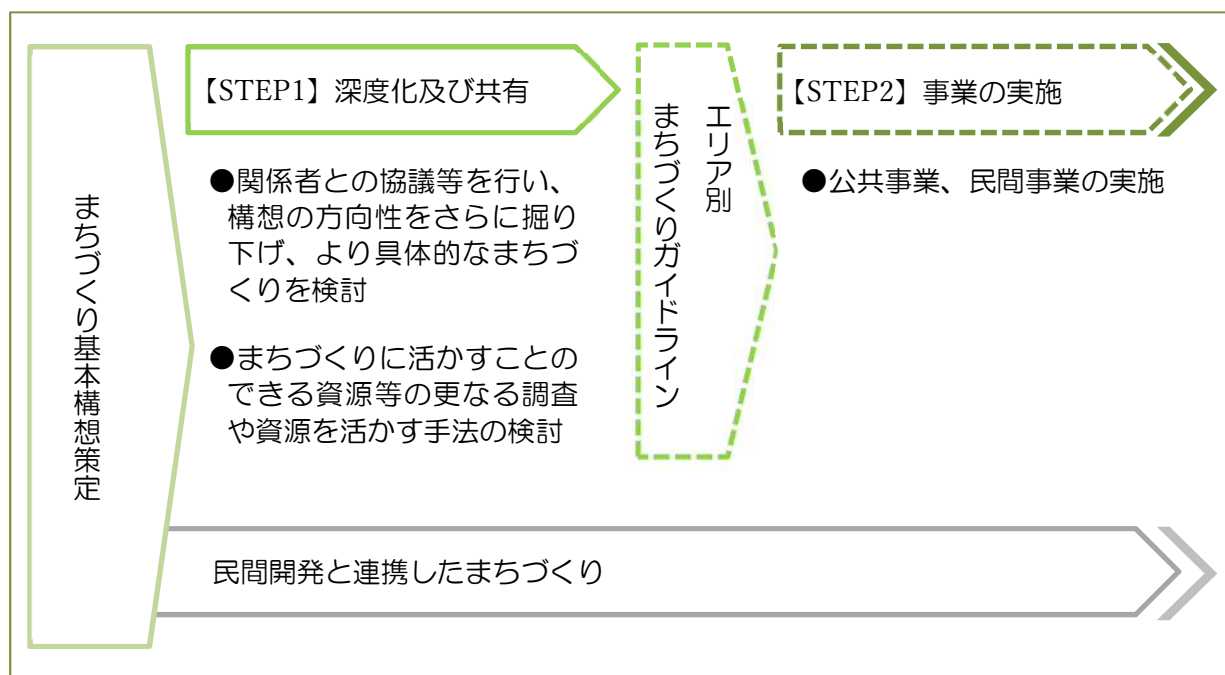 まちづくり基本構想策定
【STEP1】深度化及び共有
●関係者との協議等を行い、
構想の方向性をさらに掘り
下げ、より具体的なまちづ
くりを検討
●まちづくりに活かすことの
できる資源等の更なる調査
や資源を活かす手法の検討
エリア別
まちづくりガイドライン
【STEP2】事業の実施
●公共事業、民間事業の実施
民間開発と連携したまちづくり